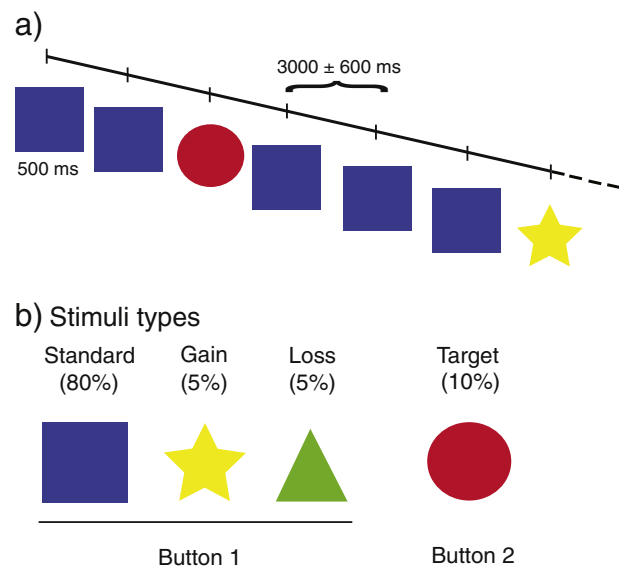 a)
3000 ± 600 ms
500 ms
b) Stimuli types
Standard Gain Loss Target
(80%) (5%) (5%) (10%)
Button 1 Button 2